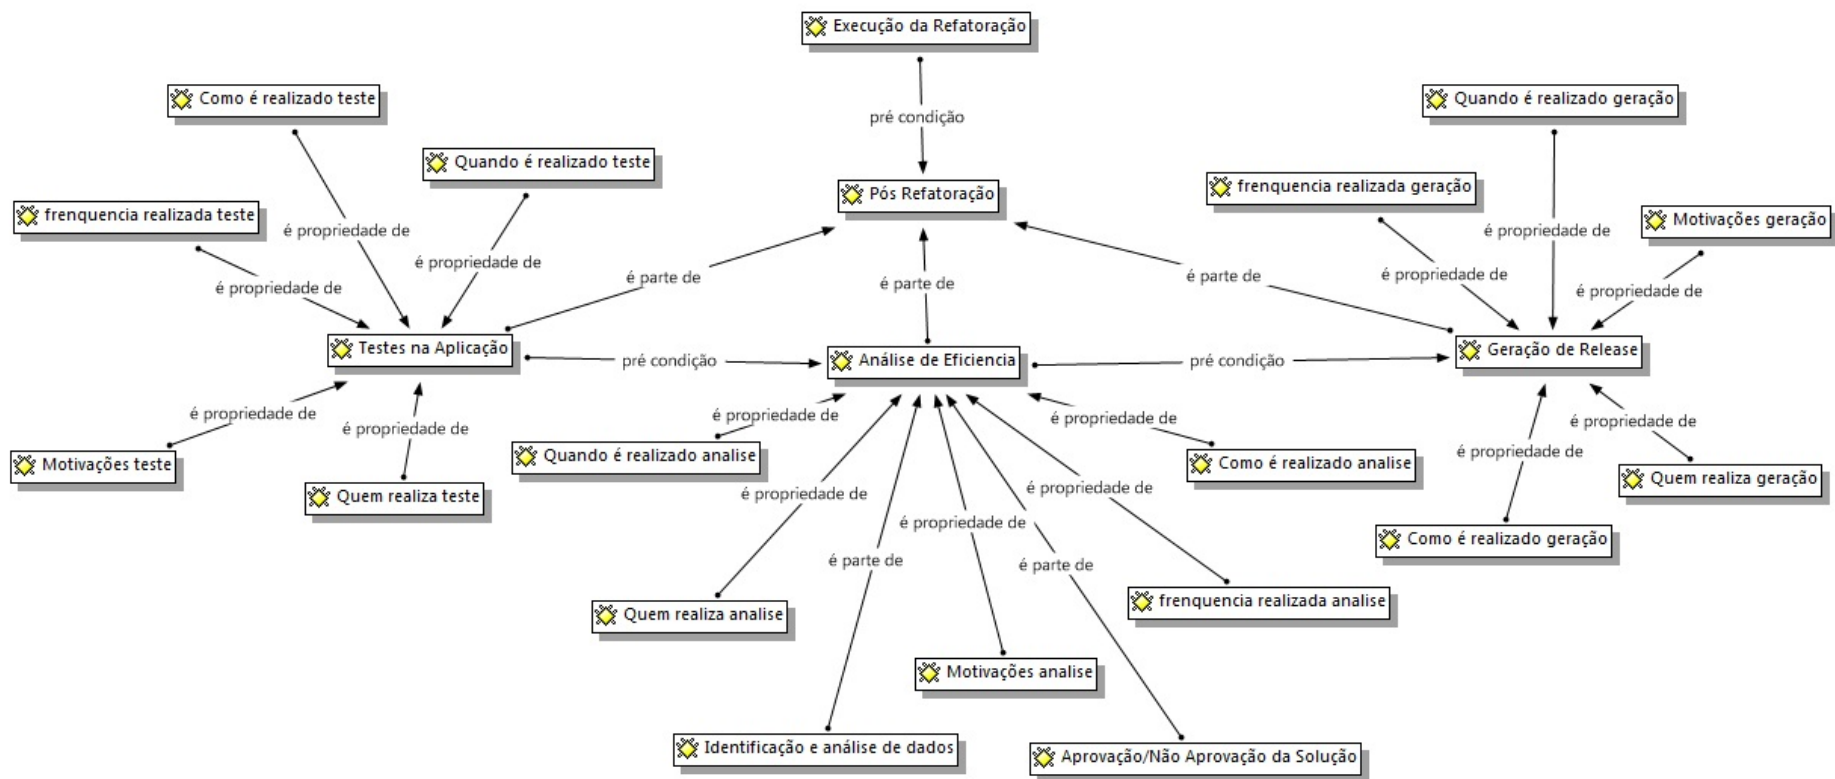 Execução da Refatoração
Como é realizado teste
Quando é realizado geração
pré condição
Quando é realizado teste
frenquencia realizada geração
Pós Refatoração
frenquencia realizada teste
Motivações geração
é propriedade de
é propriedade de
é propriedade de
é propriedade de
é parte de
é parte de
é propriedade de
é parte de
é propriedade de
é propriedade de
Testes na Aplicação
Geração de Release
Análise de Eficiencia
pré condição
pré condição
é propriedade de
é propriedade de
é propriedade de
é propriedade de
é propriedade de
é propriedade de
Quando é realizado analise
Como é realizado analise
Motivações teste
Quem realiza geração
Quem realiza teste
é propriedade de
é propriedade de
é propriedade de
Como é realizado geração
é parte de
é parte de
frenquencia realizada analise
Quem realiza analise
Motivações analise
Identificação e análise de dados
Aprovação/Não Aprovação da Solução